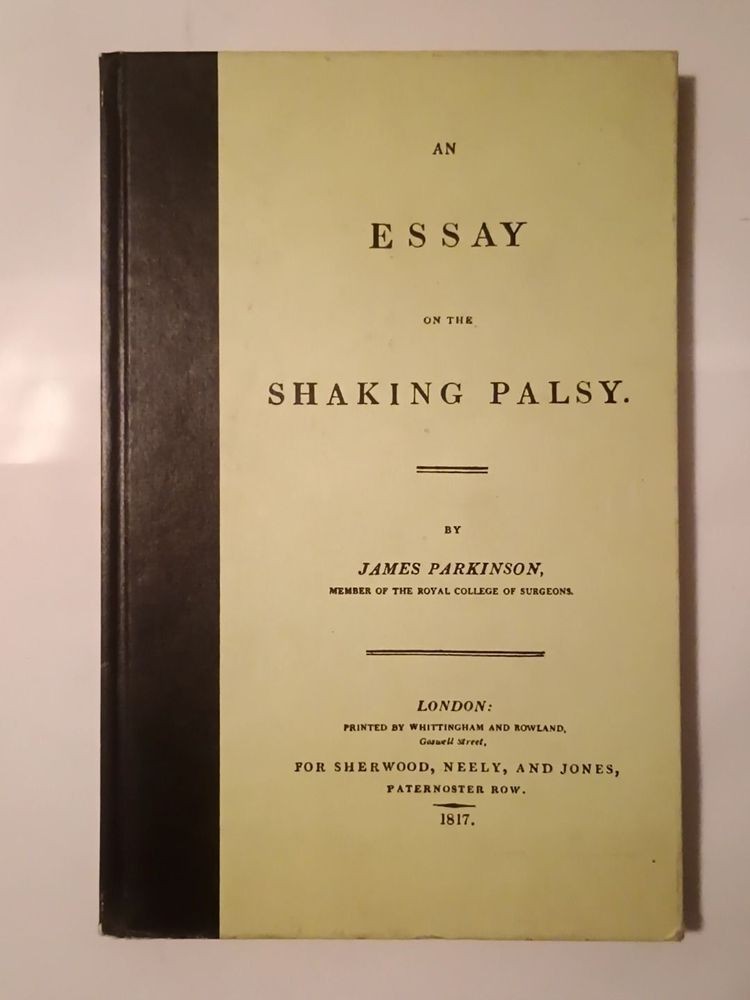 AN
ESSAY
ON THE
SHAKING PALSY.
BY
JAMES PARKINSON,
MEMBER OF THE ROYAL COLLEGE OF SURGEONS.
LONDON:
PRINTED BY WHITTINGHAM AND ROWLAND,
Goswell Street,
FOR SHERWOOD, NEELY, AND JONES,
PATERNOSTER ROW.
1817.